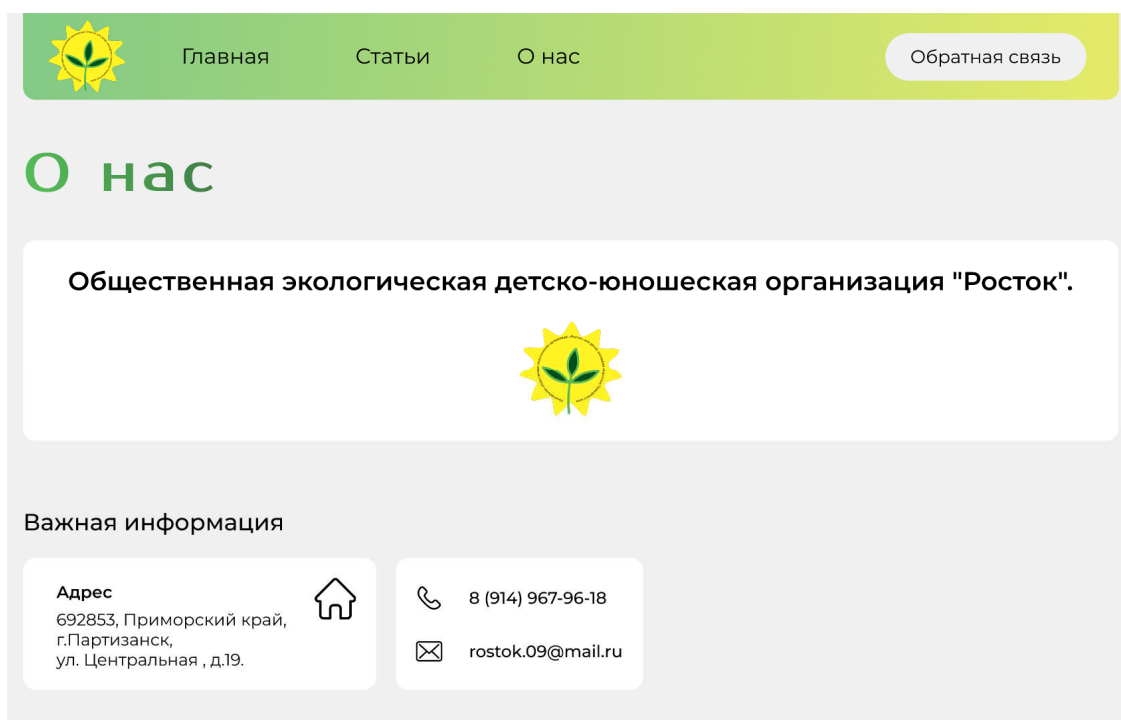 Главная Статьи О нас Обратная связь
О нас
Общественная экологическая детско-юношеская организация "Росток".
Важная информация
Адрес
692853, Приморский край,
г.Партизанск,
ул. Центральная , д.19.
8 (914) 967-96-18
rostok.09@mail.ru